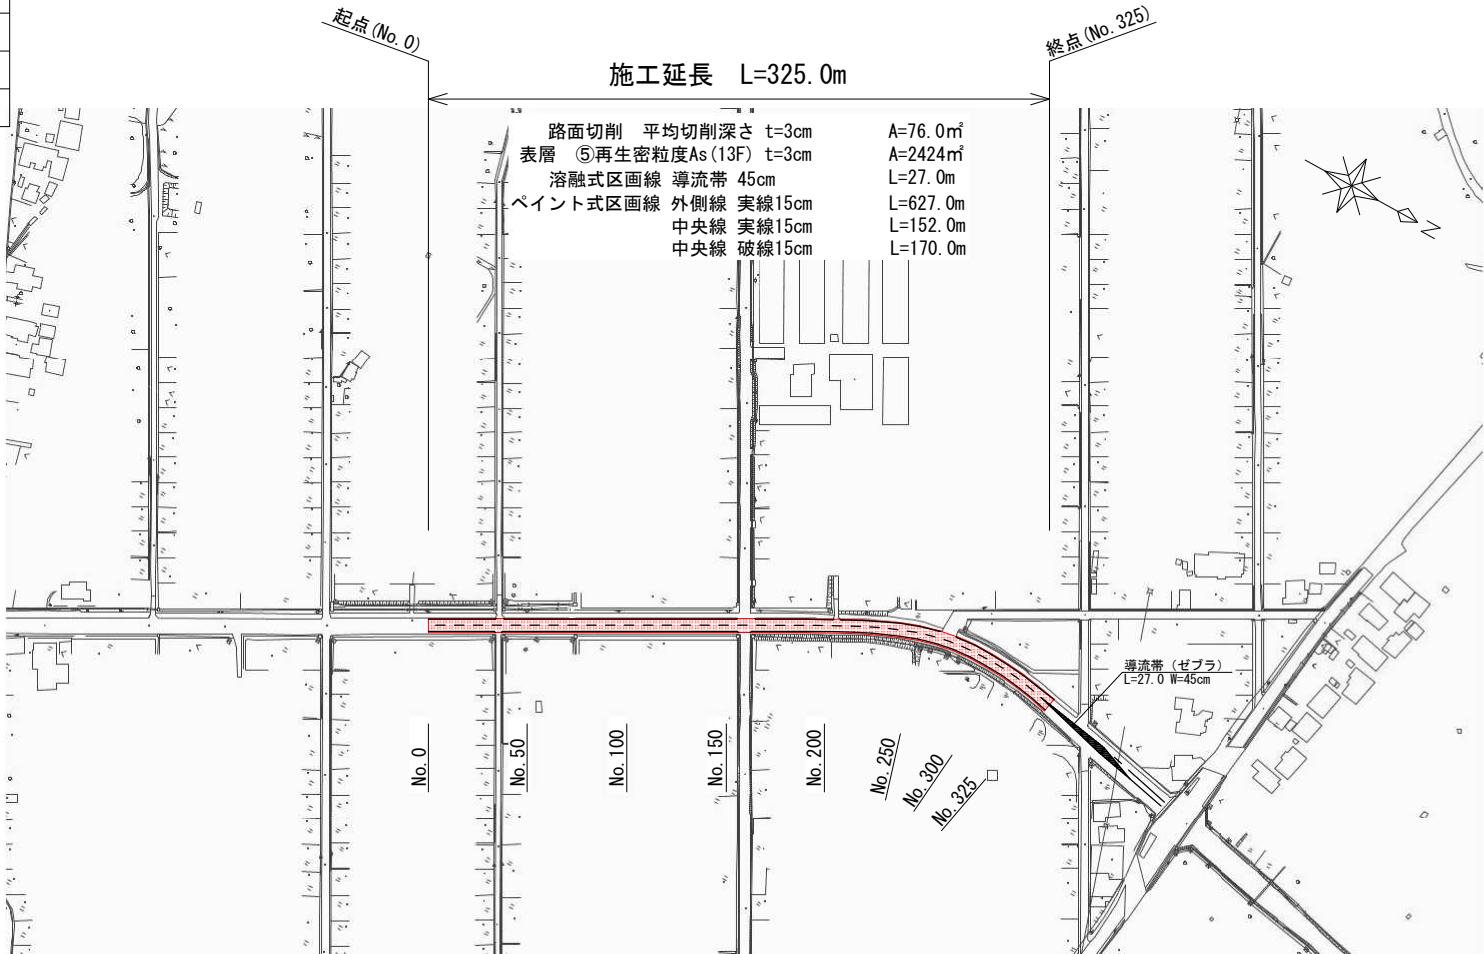 起点(No.0)
終点(No.325)
施工延長 L=325.0m
路面切削 平均切削深さ t=3cm A=76.0㎡
表層 ⑤再生密粒度As(13F) t=3cm A=2424㎡
溶融式区画線 導流帯 45cm L=27.0m
ペイント式区画線 外側線 実線15cm L=627.0m
中央線 実線15cm L=152.0m
中央線 破線15cm L=170.0m
N
導流帯（ゼブラ）
L=27.0 W=45cm
No.0
No.50
No.100
No.150
No.200
No.250
No.300
No.325